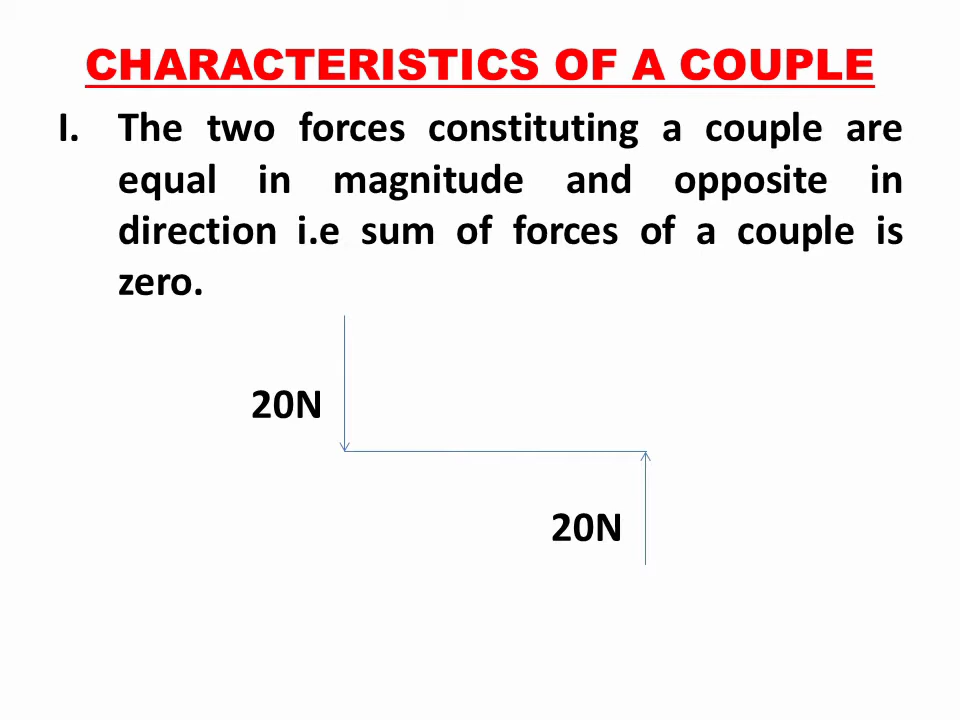 CHARACTERISTICS OF A COUPLE
I. The two forces constituting a couple are
equal in magnitude and opposite in
direction i.e sum of forces of a couple is
zero.
20N
20N